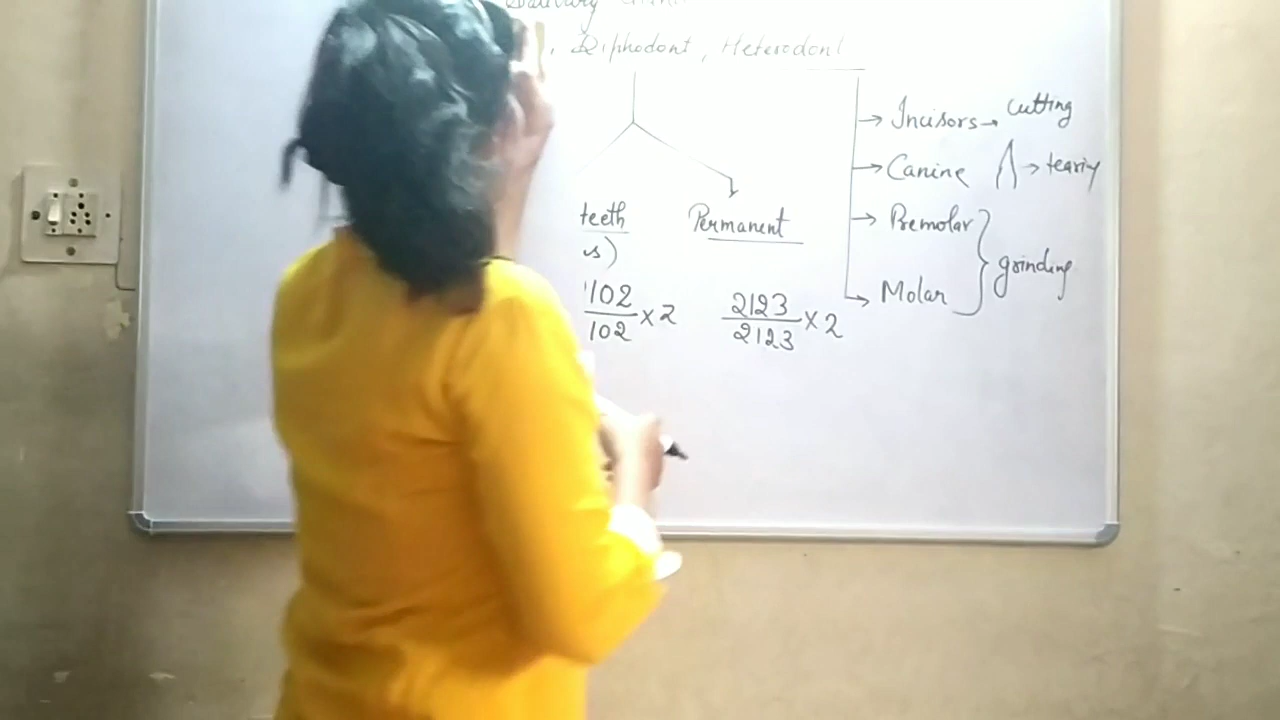 , Diphodont, Heterodont
→ Incisors → cutting
→ Canine → tearing
teeth
Permanent
→ Premolar
s)
grinding
→ Molar
102/102 × 2
2123/2123 × 2